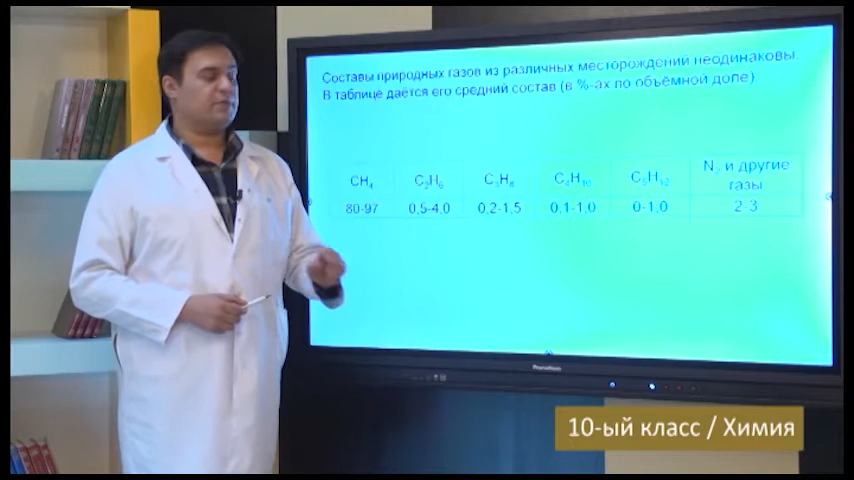 Составы природных газов из различных месторождений неодинаковы.
В таблице даётся его средний состав (в %-ах по объёмной доле)
CH₄ C₂H₆ C₃H₈ C₄H₁₀ C₅H₁₂ N₂ и другие газы
80-97 0,5-4,0 0,2-1,5 0,1-1,0 0-1,0 2-3
10-ый класс / Химия